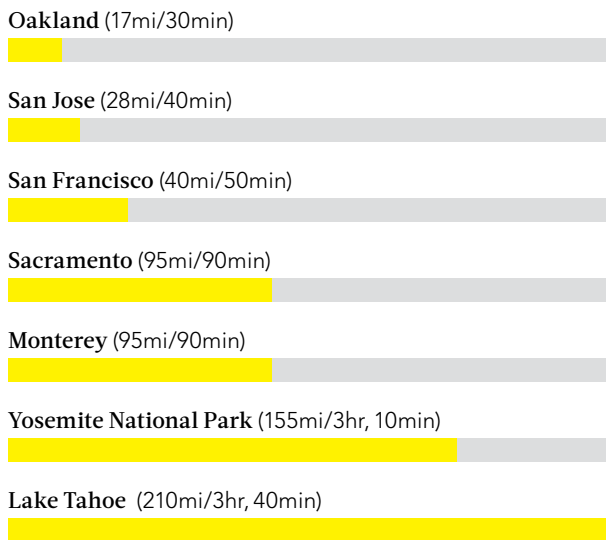 Oakland (17mi/30min)
San Jose (28mi/40min)
San Francisco (40mi/50min)
Sacramento (95mi/90min)
Monterey (95mi/90min)
Yosemite National Park (155mi/3hr, 10min)
Lake Tahoe (210mi/3hr, 40min)